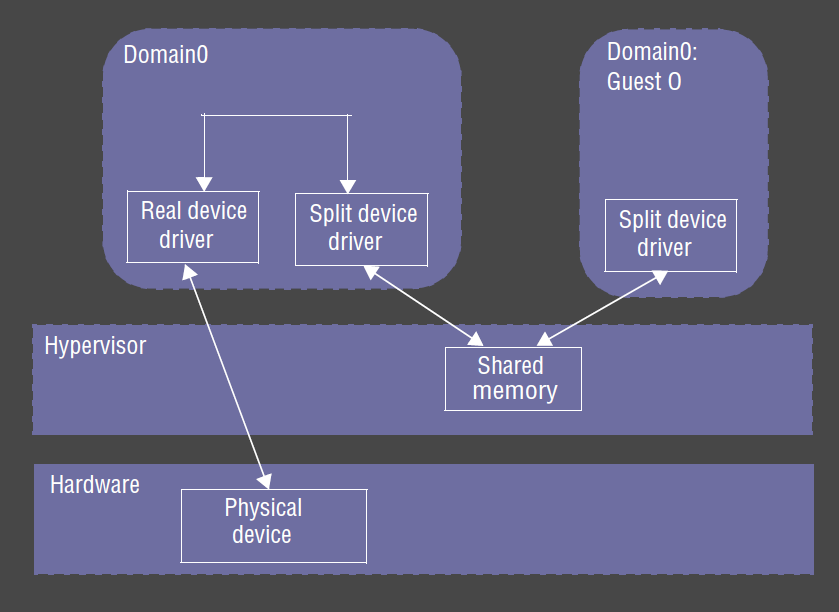 Domain0
Domain0:
Guest O
Real device
driver
Split device
driver
Split device
driver
Hypervisor
Shared
memory
Hardware
Physical
device